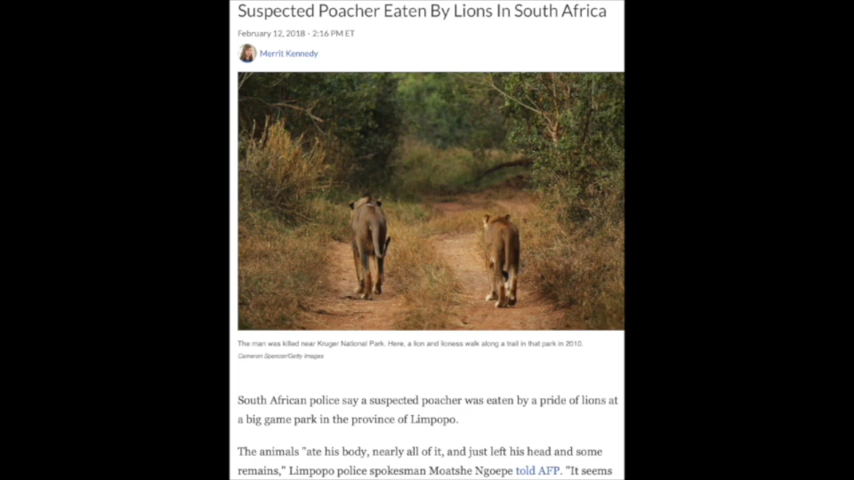 Suspected Poacher Eaten By Lions In South Africa
February 12, 2018 · 2:16 PM ET
Merrit Kennedy
The man was killed near Kruger National Park. Here, a lion and lioness walk along a trail in that park in 2010.
Cameron Spencer/Getty Images
South African police say a suspected poacher was eaten by a pride of lions at
a big game park in the province of Limpopo.
The animals "ate his body, nearly all of it, and just left his head and some
remains," Limpopo police spokesman Moatshe Ngoepe told AFP. "It seems